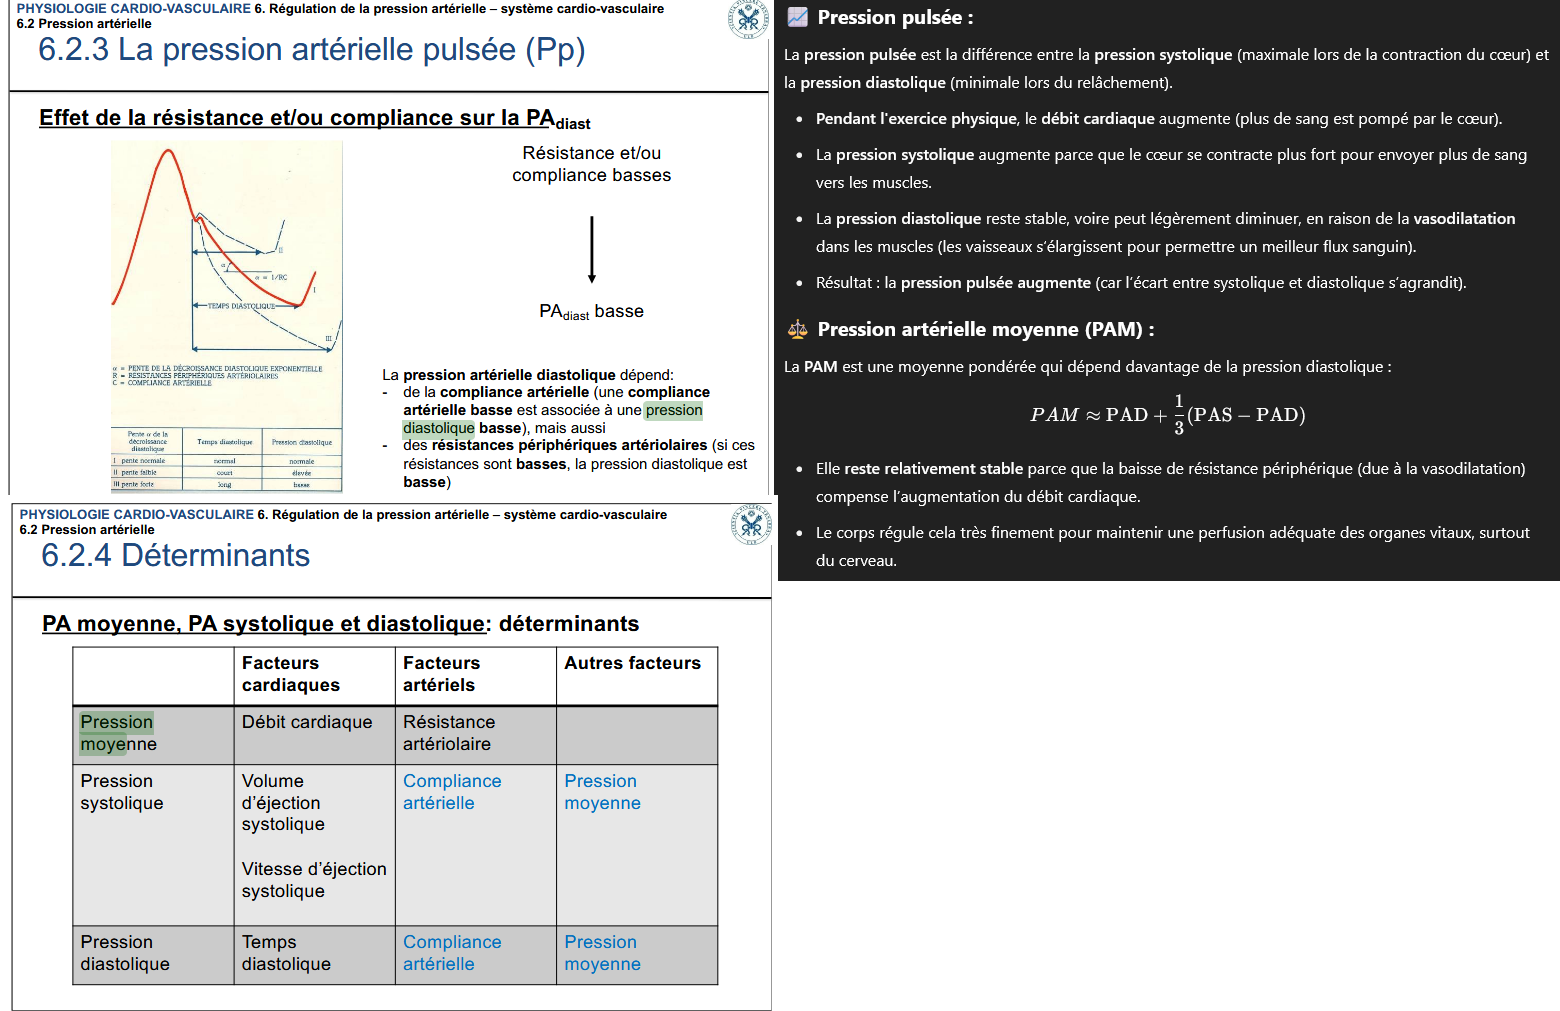 PHYSIOLOGIE CARDIO-VASCULAIRE 6. Régulation de la pression artérielle – système cardio-vasculaire
6.2 Pression artérielle
6.2.3 La pression artérielle pulsée (Pp)
Effet de la résistance et/ou compliance sur la PAdiast
Résistance et/ou
compliance basses
PAdiast basse
II
α
α = 1/RC
I
TEMPS DIASTOLIQUE
III
α = PENTE DE LA DÉCROISSANCE DIASTOLIQUE EXPONENTIELLE
R = RÉSISTANCES PÉRIPHÉRIQUES ARTÉRIOLAIRES
C = COMPLIANCE ARTÉRIELLE
Pente α de la
décroissance
diastolique
Temps diastolique
Pression diastolique
I pente normale normal normale
II pente faible court élevée
III pente forte long basse
La pression artérielle diastolique dépend:
- de la compliance artérielle (une compliance
artérielle basse est associée à une pression
diastolique basse), mais aussi
- des résistances périphériques artériolaires (si ces
résistances sont basses, la pression diastolique est
basse)
PHYSIOLOGIE CARDIO-VASCULAIRE 6. Régulation de la pression artérielle – système cardio-vasculaire
6.2 Pression artérielle
6.2.4 Déterminants
PA moyenne, PA systolique et diastolique: déterminants
Facteurs
cardiaques
Facteurs
artériels
Autres facteurs
Pression
moyenne
Débit cardiaque
Résistance
artériolaire
Pression
systolique
Volume
d'éjection
systolique
Vitesse d'éjection
systolique
Compliance
artérielle
Pression
moyenne
Pression
diastolique
Temps
diastolique
Compliance
artérielle
Pression
moyenne
📈 Pression pulsée :
La pression pulsée est la différence entre la pression systolique (maximale lors de la contraction du cœur) et
la pression diastolique (minimale lors du relâchement).
• Pendant l'exercice physique, le débit cardiaque augmente (plus de sang est pompé par le cœur).
• La pression systolique augmente parce que le cœur se contracte plus fort pour envoyer plus de sang
vers les muscles.
• La pression diastolique reste stable, voire peut légèrement diminuer, en raison de la vasodilatation
dans les muscles (les vaisseaux s'élargissent pour permettre un meilleur flux sanguin).
• Résultat : la pression pulsée augmente (car l'écart entre systolique et diastolique s'agrandit).
⚖️ Pression artérielle moyenne (PAM) :
La PAM est une moyenne pondérée qui dépend davantage de la pression diastolique :
PAM ≈ PAD + 1/3 (PAS − PAD)
• Elle reste relativement stable parce que la baisse de résistance périphérique (due à la vasodilatation)
compense l'augmentation du débit cardiaque.
• Le corps régule cela très finement pour maintenir une perfusion adéquate des organes vitaux, surtout
du cerveau.